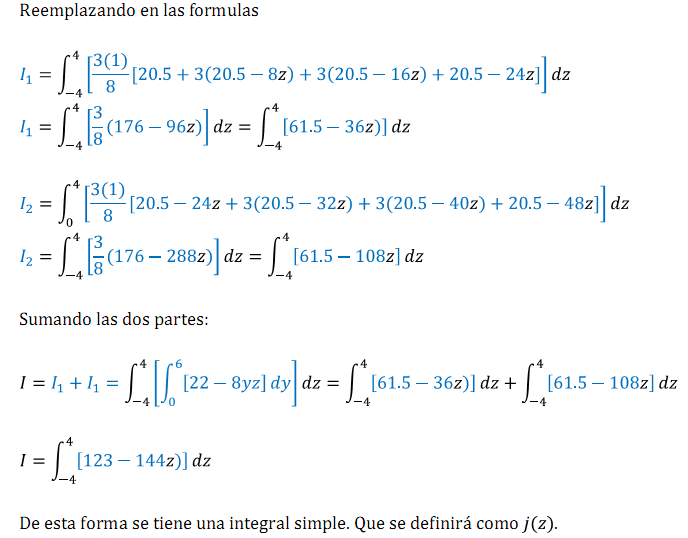 Reemplazando en las formulas
I₁ = ∫₋₄⁴ [3(1)/8 [20.5 + 3(20.5 − 8z) + 3(20.5 − 16z) + 20.5 − 24z]] dz
I₁ = ∫₋₄⁴ [3/8 (176 − 96z)] dz = ∫₋₄⁴ [61.5 − 36z)] dz
I₂ = ∫₀⁴ [3(1)/8 [20.5 − 24z + 3(20.5 − 32z) + 3(20.5 − 40z) + 20.5 − 48z]] dz
I₂ = ∫₋₄⁴ [3/8 (176 − 288z)] dz = ∫₋₄⁴ [61.5 − 108z] dz
Sumando las dos partes:
I = I₁ + I₁ = ∫₋₄⁴ [∫₀⁶ [22 − 8yz] dy] dz = ∫₋₄⁴ [61.5 − 36z)] dz + ∫₋₄⁴ [61.5 − 108z] dz
I = ∫₋₄⁴ [123 − 144z)] dz
De esta forma se tiene una integral simple. Que se definirá como j(z).